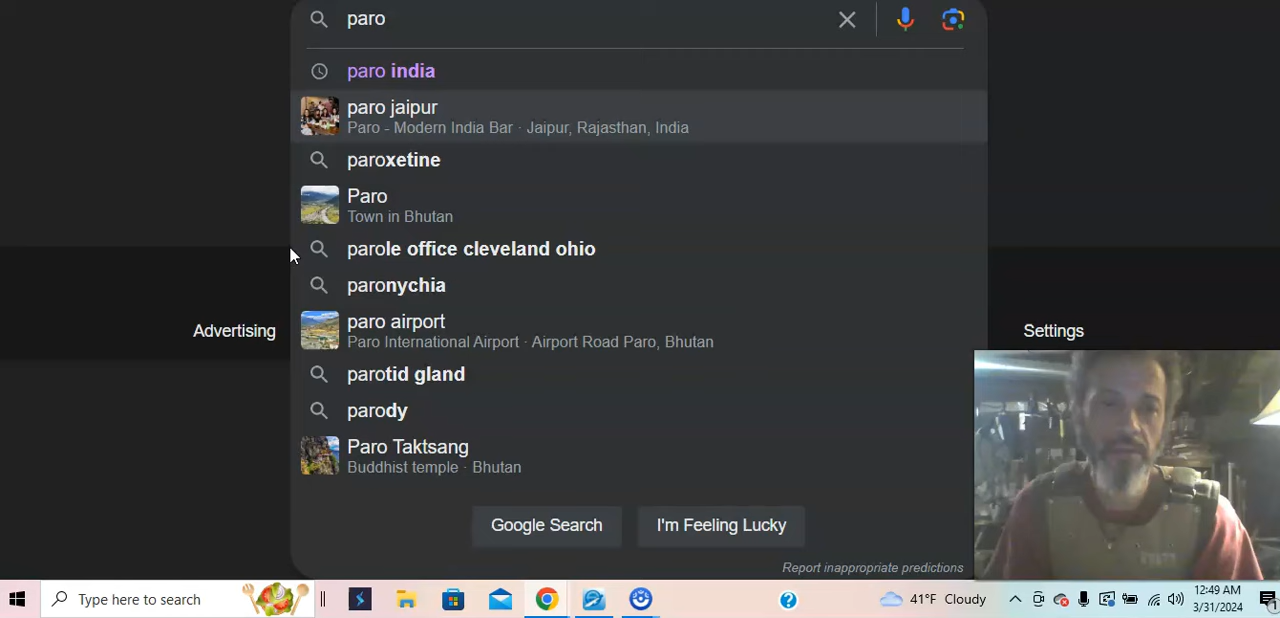 paro
paro india
paro jaipur
Paro - Modern India Bar · Jaipur, Rajasthan, India
paroxetine
Paro
Town in Bhutan
parole office cleveland ohio
paronychia
paro airport
Paro International Airport · Airport Road Paro, Bhutan
Advertising
Settings
parotid gland
parody
Paro Taktsang
Buddhist temple · Bhutan
Google Search
I'm Feeling Lucky
Report inappropriate predictions
Type here to search
41°F Cloudy
12:49 AM
3/31/2024
1